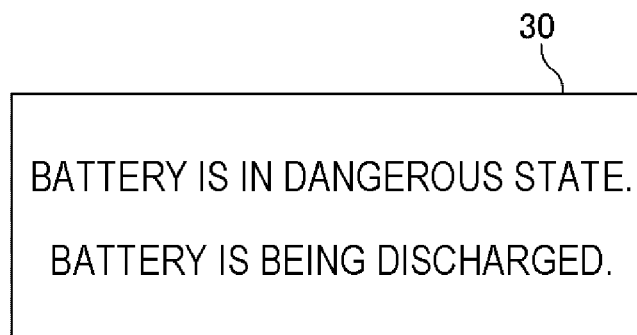 30
BATTERY IS IN DANGEROUS STATE.
BATTERY IS BEING DISCHARGED.